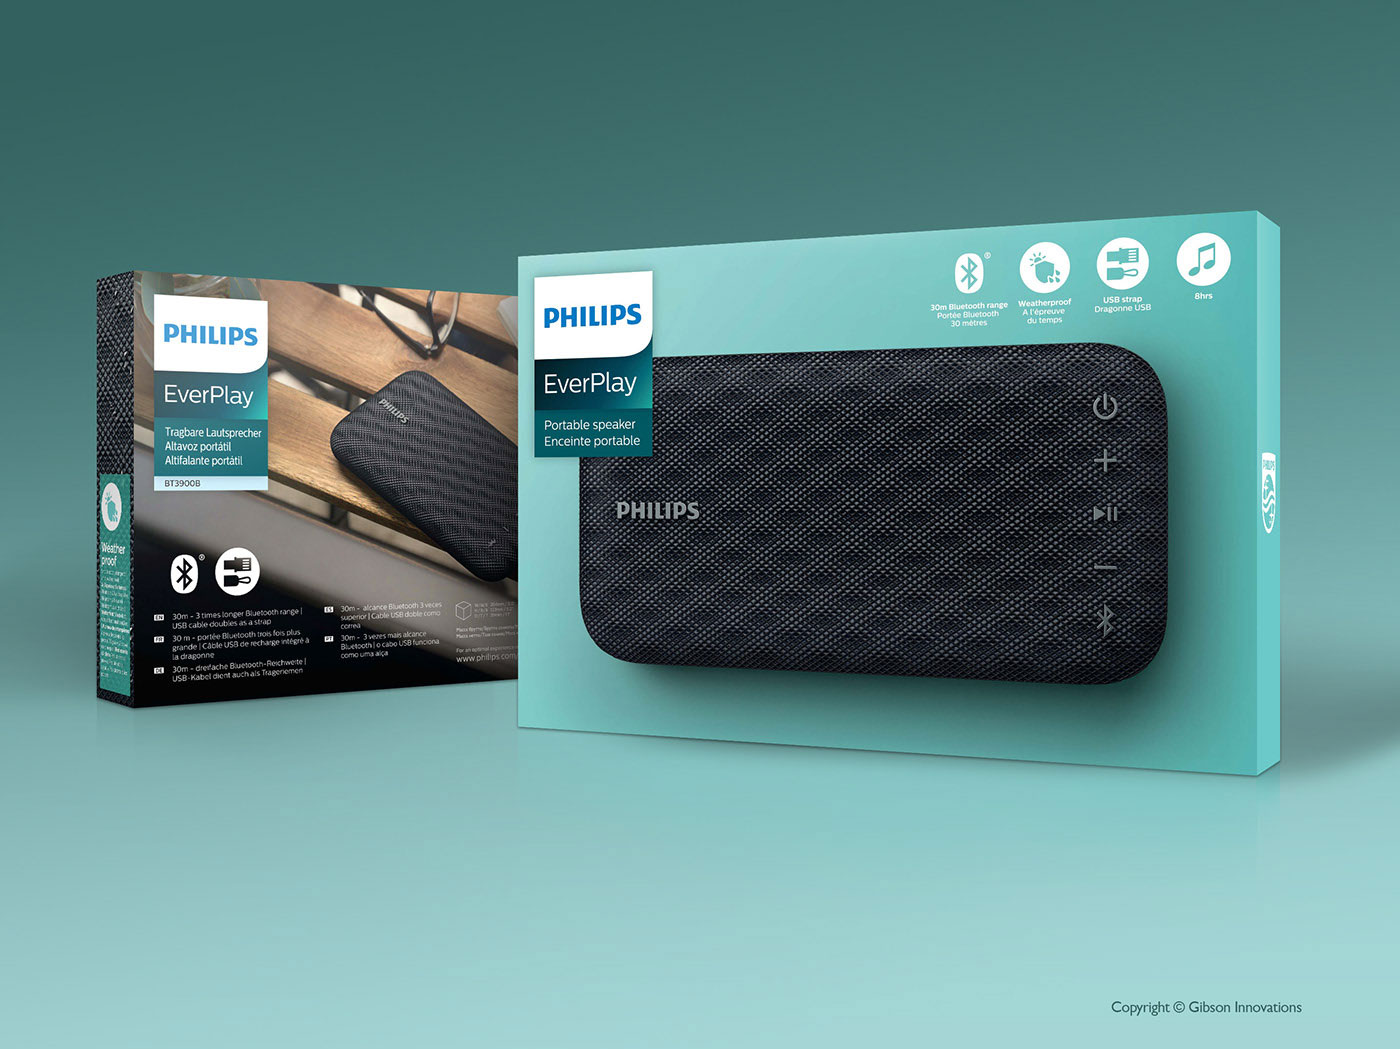 PHILIPS
EverPlay
Tragbare Lautsprecher
Altavoz portátil
Altifalante portátil
BT3900B
PHILIPS
Weather
proof
®
EN 30m - 3 times longer Bluetooth range |
USB cable doubles as a strap
FR 30 m - portée Bluetooth trois fois plus
grande | Câble USB de recharge intégré à
la dragonne
DE 30m - dreifache Bluetooth-Reichweite |
USB-Kabel dient auch als Trageriemen
ES 30m - alcance Bluetooth 3 veces
superior | Cable USB doble como
correa
PT 30m - 3 vezes mais alcance
Bluetooth | o cabo USB funciona
como uma alça
For an optimal experience
www.philips.com/
PHILIPS
EverPlay
Portable speaker
Enceinte portable
®
30m Bluetooth range
Portée Bluetooth
30 mètres
Weatherproof
A l'épreuve
du temps
USB strap
Dragonne USB
8hrs
PHILIPS
PHILIPS
Copyright © Gibson Innovations